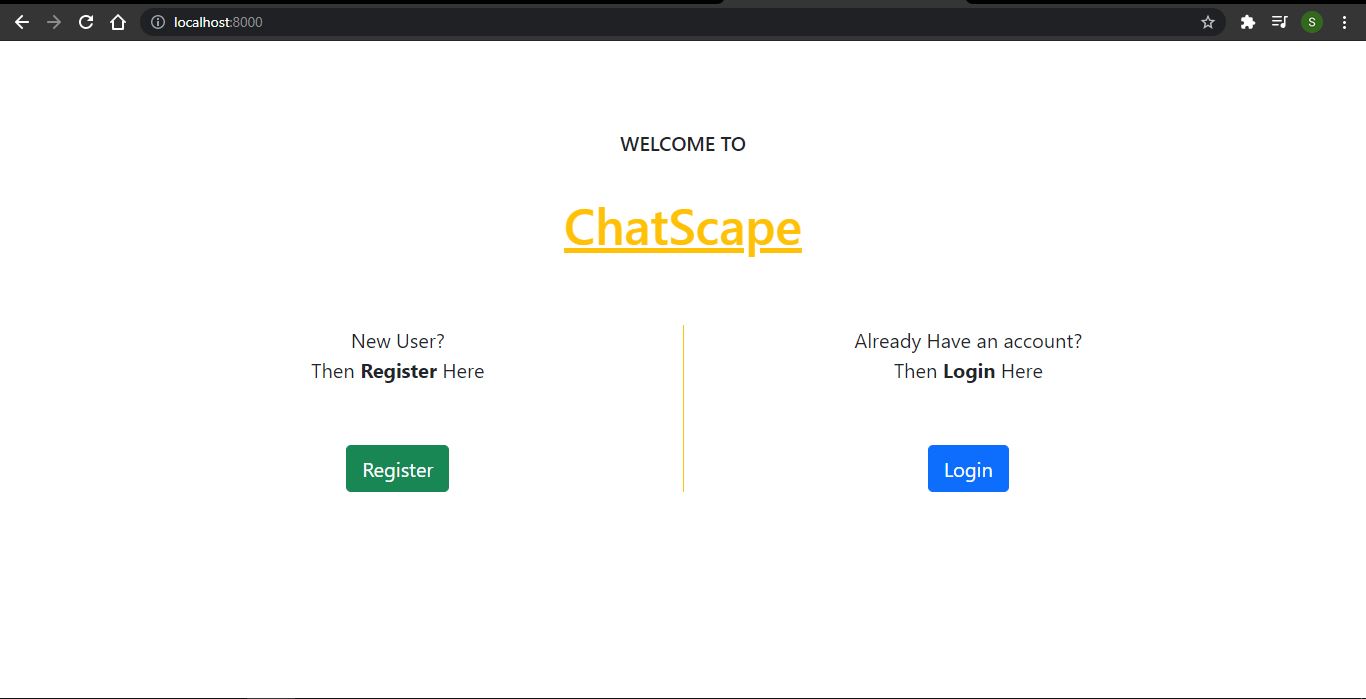 localhost:8000
S
WELCOME TO
ChatScape
New User?
Then Register Here
Register
Already Have an account?
Then Login Here
Login